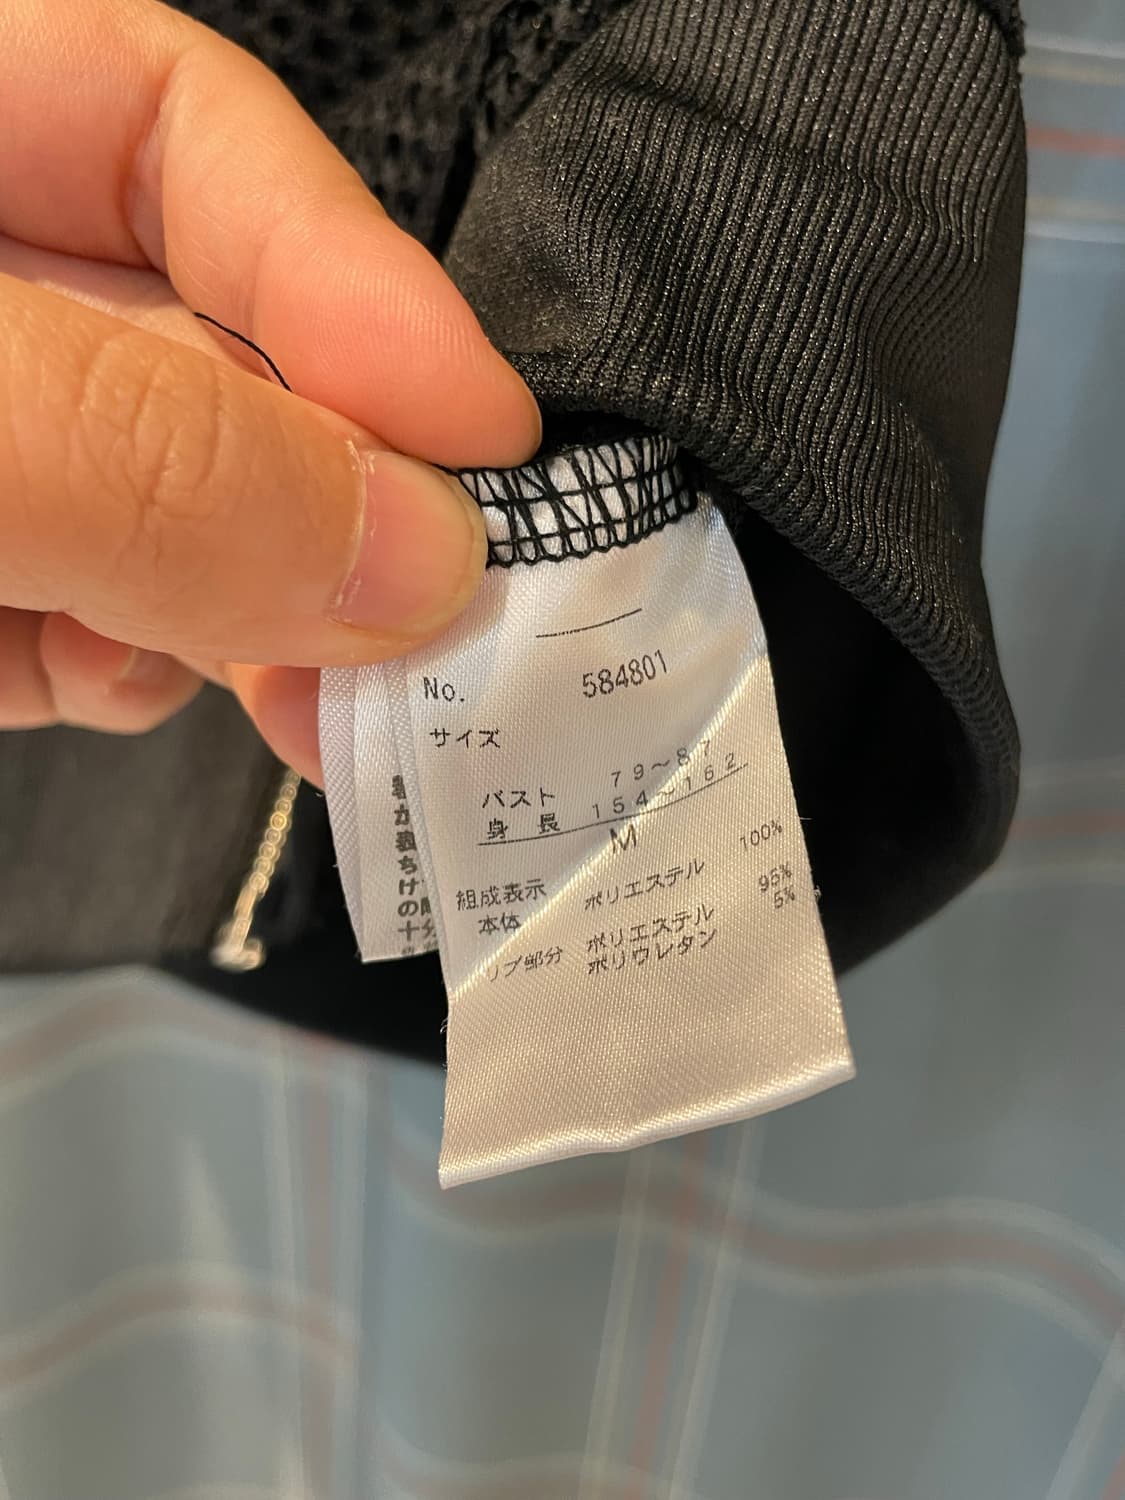 No. 584801
サイズ
バスト 79～87
身長 154～162
M
組成表示
本体 ポリエステル 100%
リブ部分 ポリエステル 95%
ポリウレタン 5%